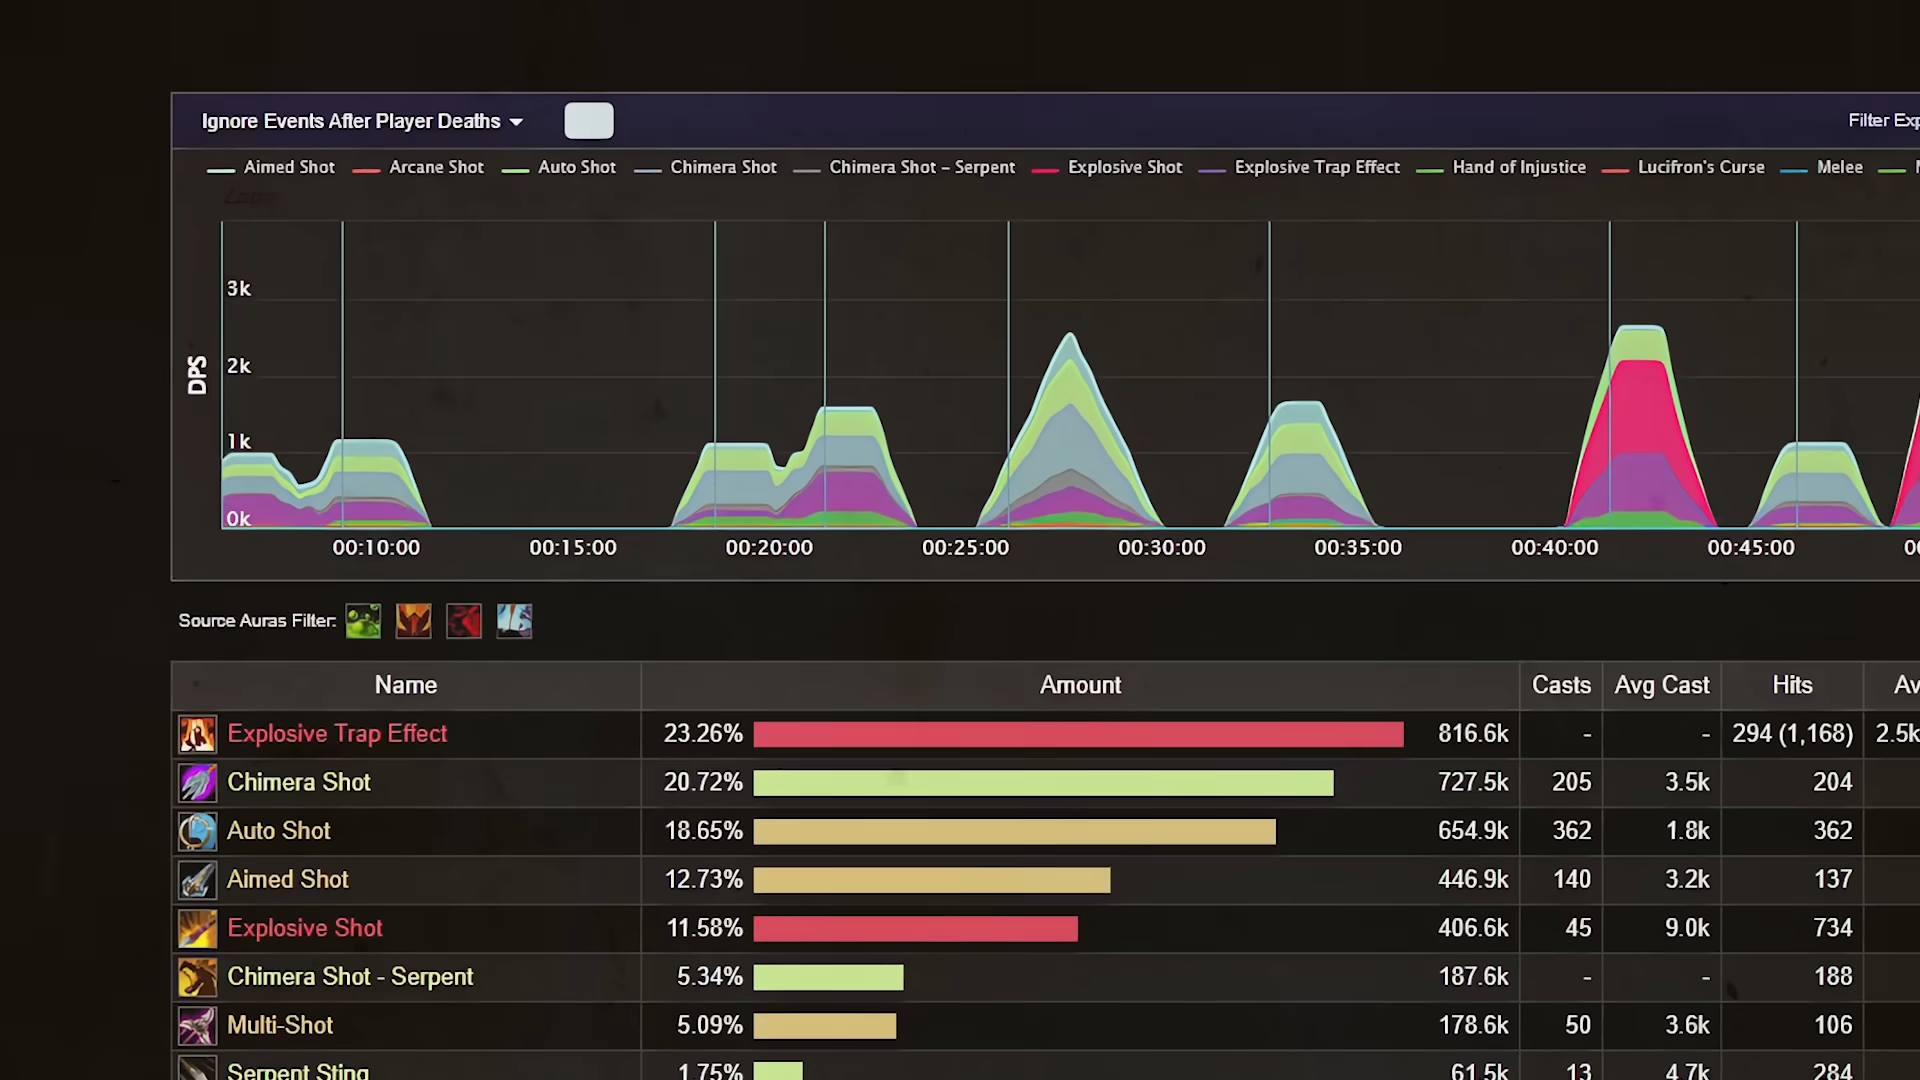 Ignore Events After Player Deaths
Filter Exp
Aimed Shot Arcane Shot Auto Shot Chimera Shot Chimera Shot - Serpent Explosive Shot Explosive Trap Effect Hand of Injustice Lucifron's Curse Melee
3k
2k
1k
0k
DPS
00:10:00 00:15:00 00:20:00 00:25:00 00:30:00 00:35:00 00:40:00 00:45:00
Source Auras Filter:
Name Amount Casts Avg Cast Hits Av
Explosive Trap Effect 23.26% 816.6k - - 294 (1,168) 2.5k
Chimera Shot 20.72% 727.5k 205 3.5k 204
Auto Shot 18.65% 654.9k 362 1.8k 362
Aimed Shot 12.73% 446.9k 140 3.2k 137
Explosive Shot 11.58% 406.6k 45 9.0k 734
Chimera Shot - Serpent 5.34% 187.6k - - 188
Multi-Shot 5.09% 178.6k 50 3.6k 106
Serpent Sting 1.75% 61.5k 13 4.7k 284